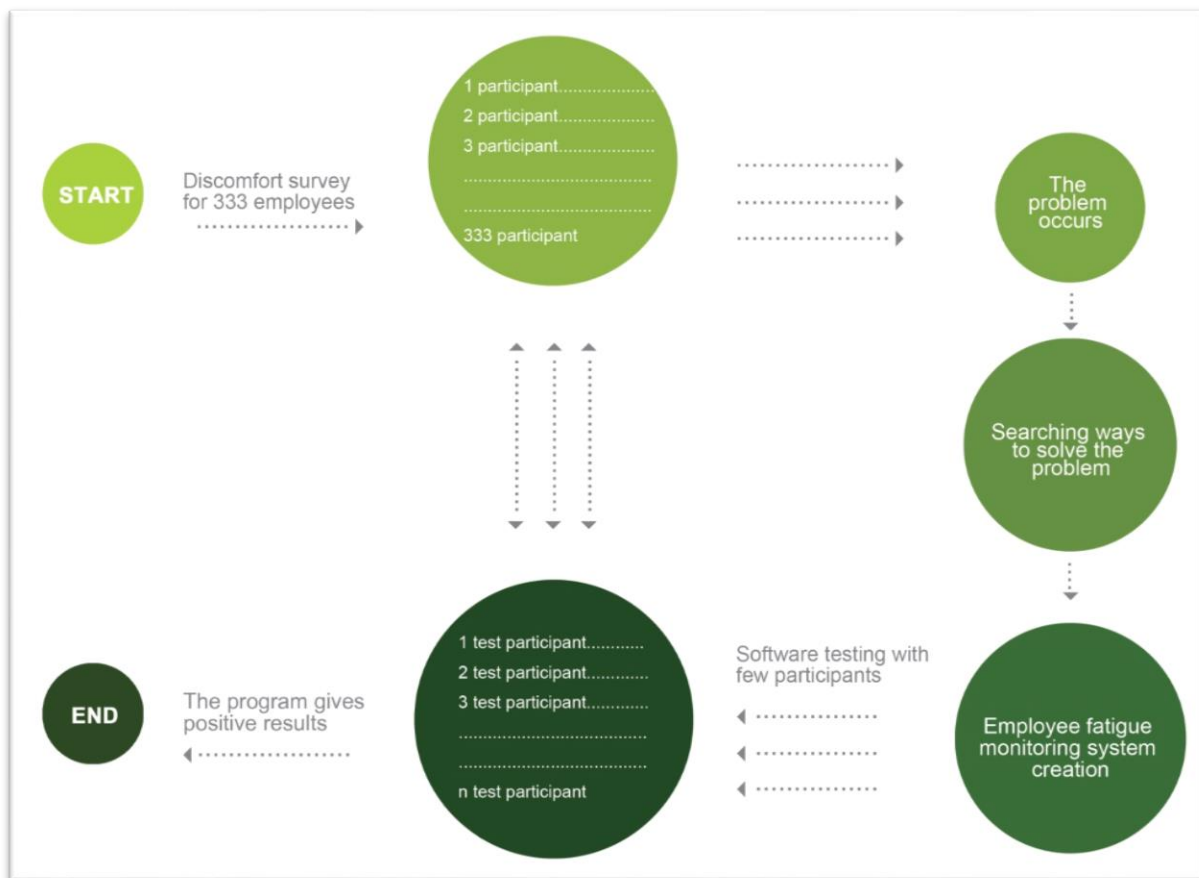 START
Discomfort survey
for 333 employees
1 participant.....................
2 participant.....................
3 participant.....................
.........................................
.........................................
333 participant
The
problem
occurs
Searching ways
to solve the
problem
Employee fatigue
monitoring system
creation
Software testing with
few participants
1 test participant............
2 test participant.............
3 test participant.............
.........................................
.........................................
n test participant
The program gives
positive results
END